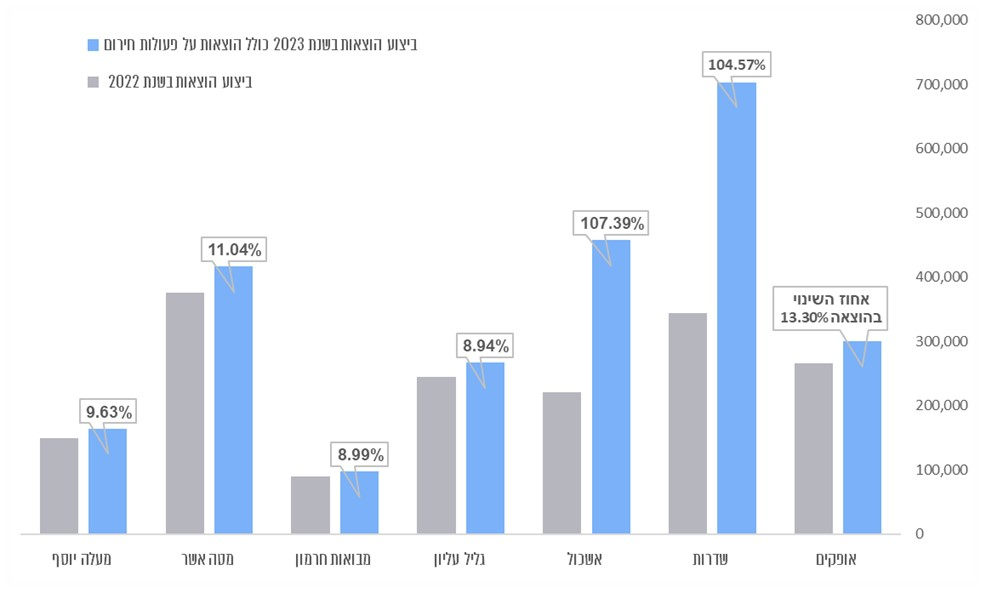 ביצוע הוצאות בשנת 2023 כולל הוצאות על פעולות חירום
ביצוע הוצאות בשנת 2022
800,000
700,000
600,000
500,000
400,000
300,000
200,000
100,000
0
אחוז השינוי
בהוצאה 13.30%
104.57%
107.39%
8.94%
8.99%
11.04%
9.63%
אופקים
שדרות
אשכול
גליל עליון
מבואות חרמון
מטה אשר
מעלה יוסף